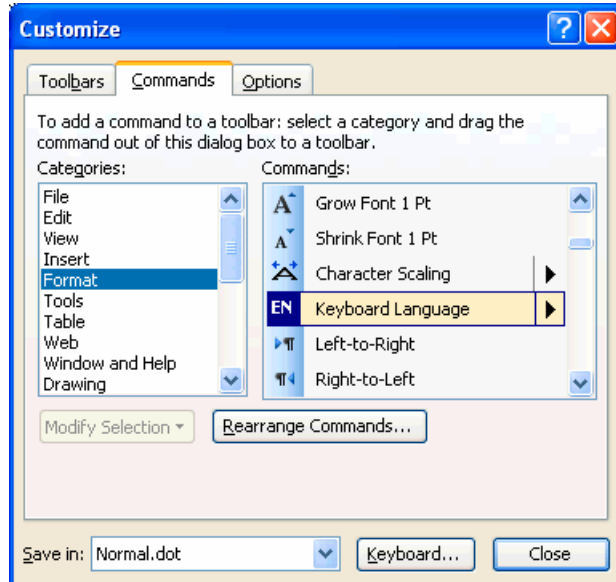 Customize
Toolbars Commands Options
To add a command to a toolbar: select a category and drag the
command out of this dialog box to a toolbar.
Categories:
File
Edit
View
Insert
Format
Tools
Table
Web
Window and Help
Drawing
Commands:
A Grow Font 1 Pt
A Shrink Font 1 Pt
A Character Scaling
EN Keyboard Language
¶ Left-to-Right
¶ Right-to-Left
Modify Selection Rearrange Commands...
Save in: Normal.dot Keyboard... Close